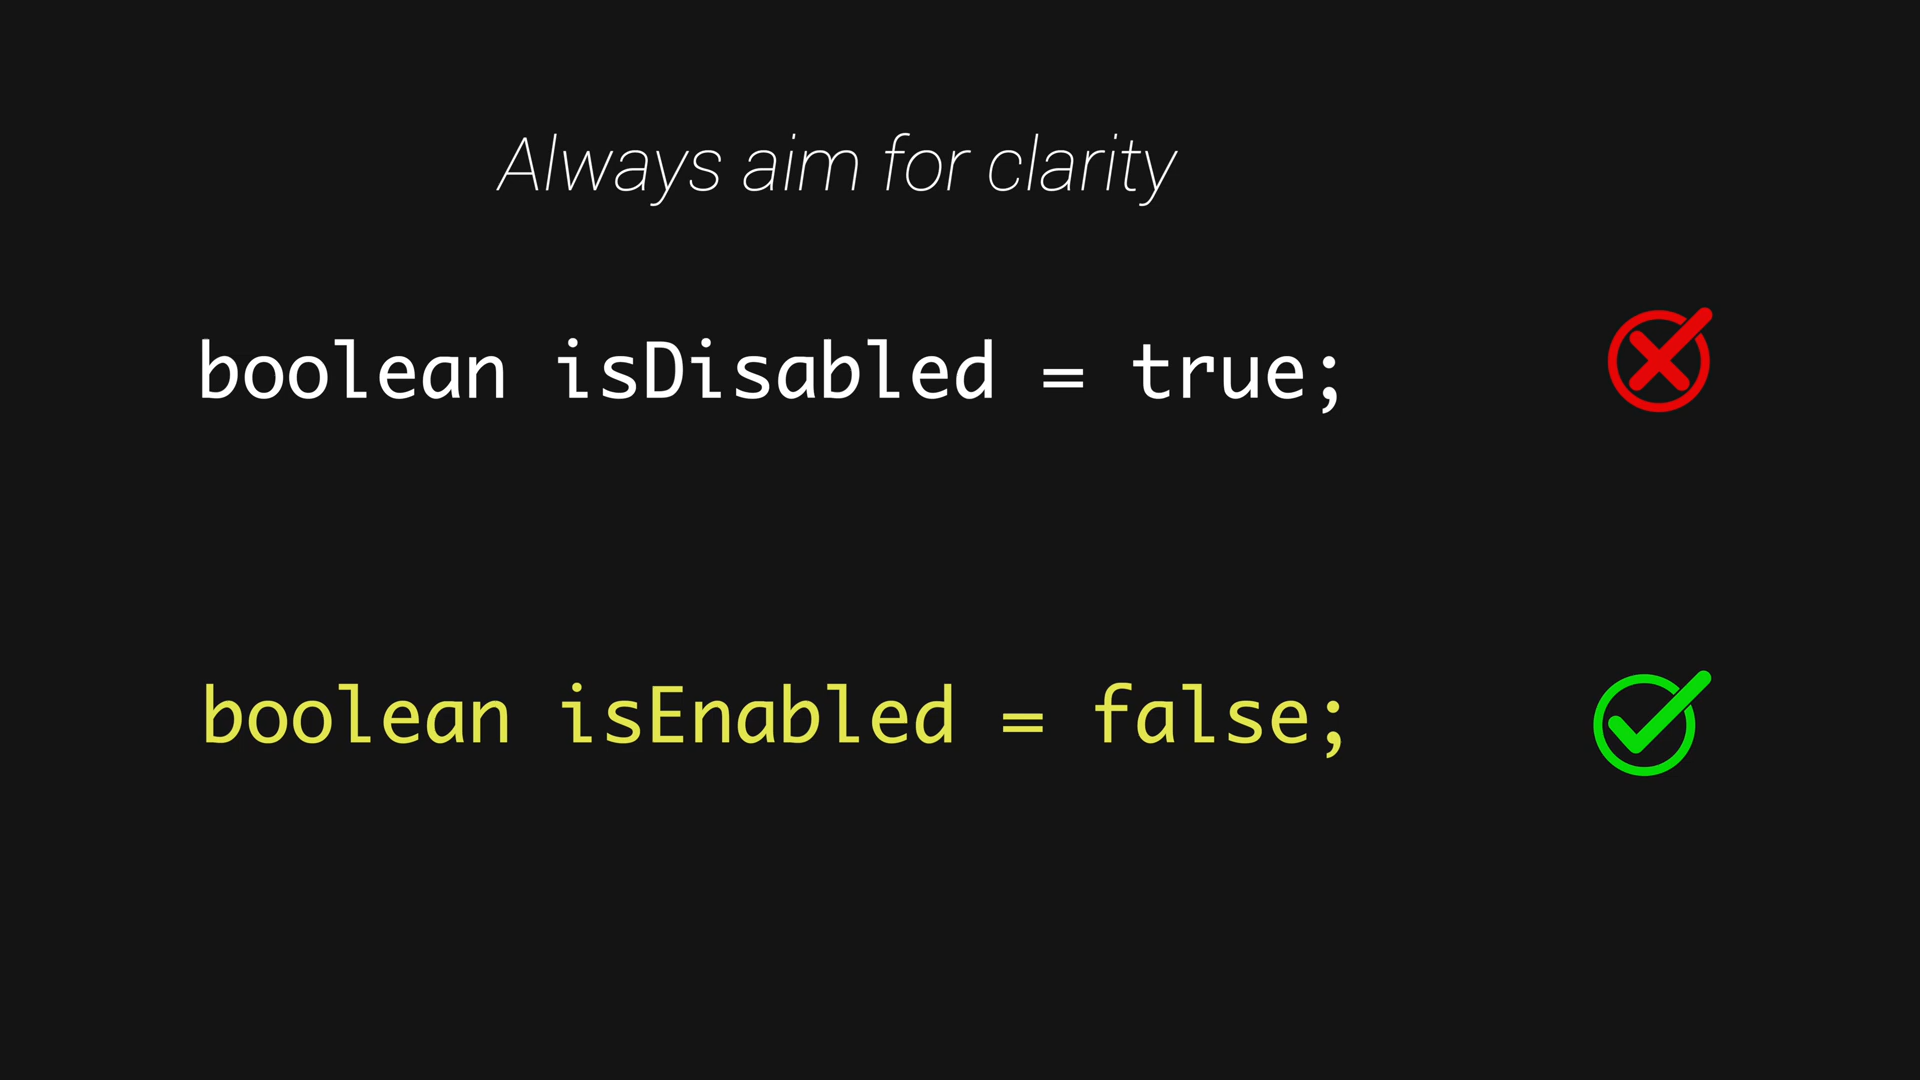 Always aim for clarity
boolean isDisabled = true;
boolean isEnabled = false;